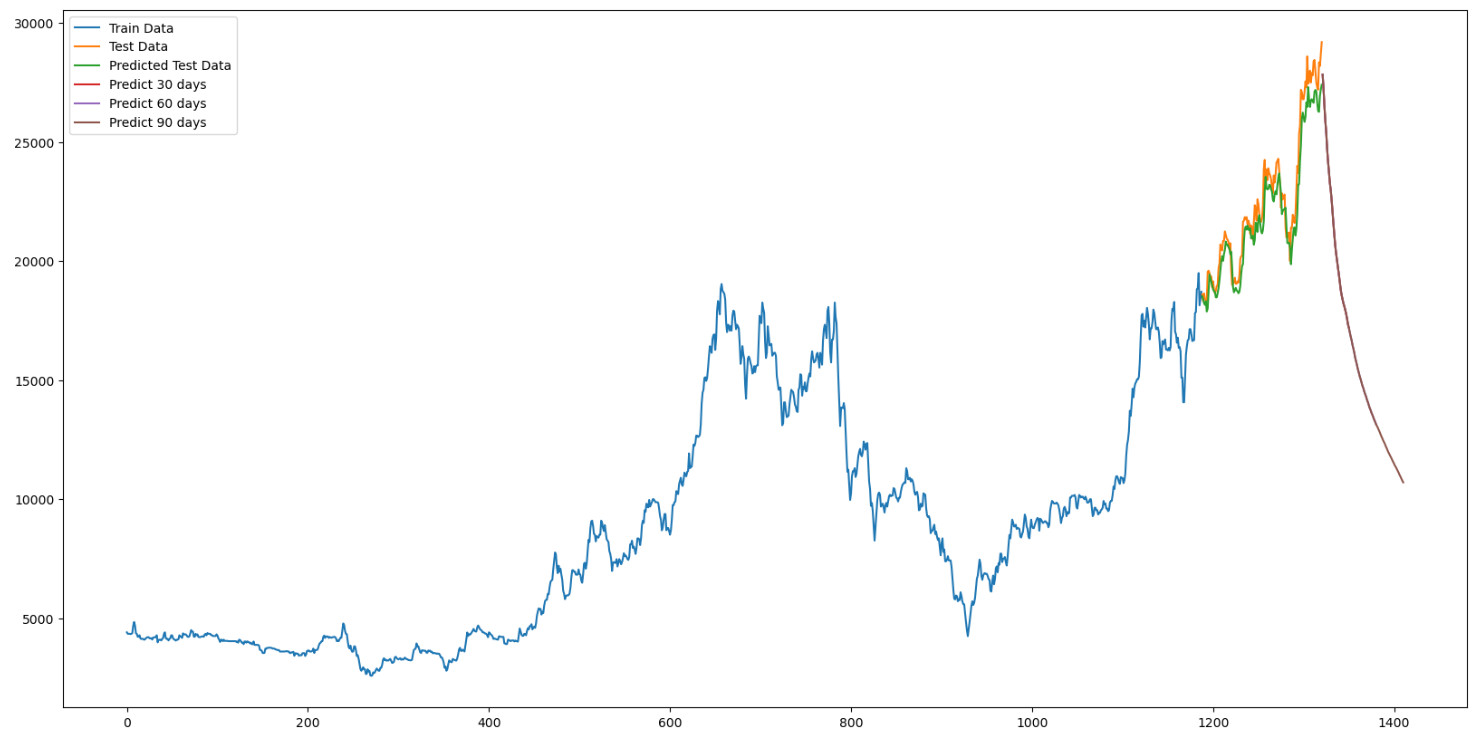 30000
25000
20000
15000
10000
5000
Train Data
Test Data
Predicted Test Data
Predict 30 days
Predict 60 days
Predict 90 days
0 200 400 600 800 1000 1200 1400